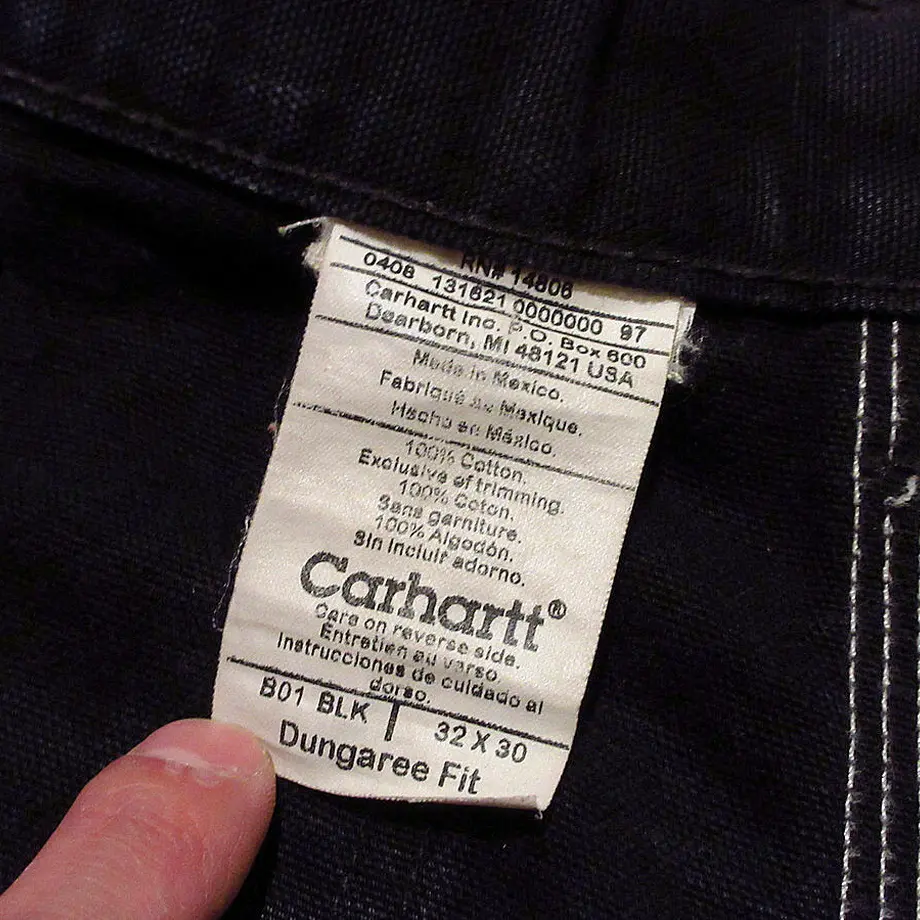 RN# 14806
0408 131621 0000000 97
Carhartt Inc. P.O. Box 600
Dearborn, MI 48121 USA
Made in Mexico.
Fabriqué au Mexique.
Hecho en México.
100% Cotton.
Exclusive of trimming.
100% Coton.
Sans garniture.
100% Algodón.
Sin incluir adorno.
Carhartt®
Care on reverse side.
Entretien au verso.
Instrucciones de cuidado al
dorso.
B01 BLK 32 X 30
Dungaree Fit